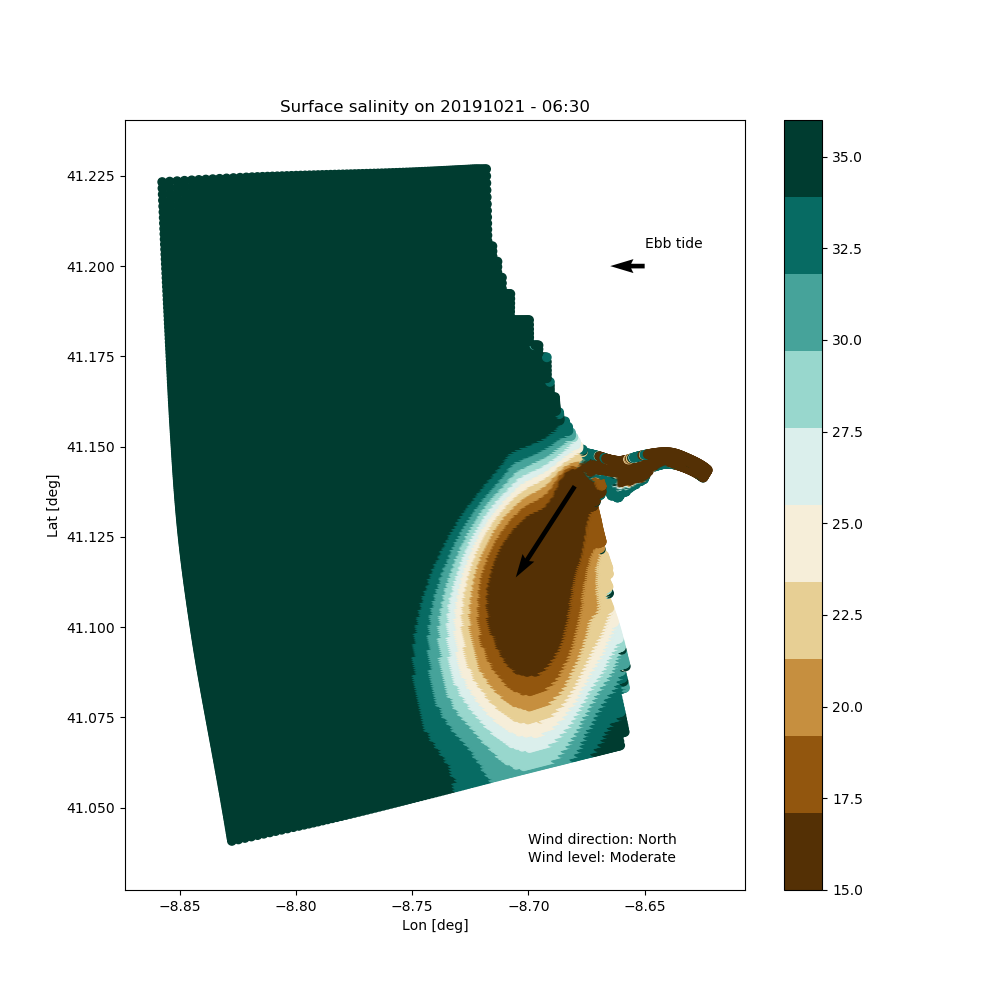 Surface salinity on 20191021 - 06:30
41.225
41.200
41.175
41.150
41.125
41.100
41.075
41.050
Lat [deg]
Ebb tide
Wind direction: North
Wind level: Moderate
−8.85 −8.80 −8.75 −8.70 −8.65
Lon [deg]
35.0
32.5
30.0
27.5
25.0
22.5
20.0
17.5
15.0